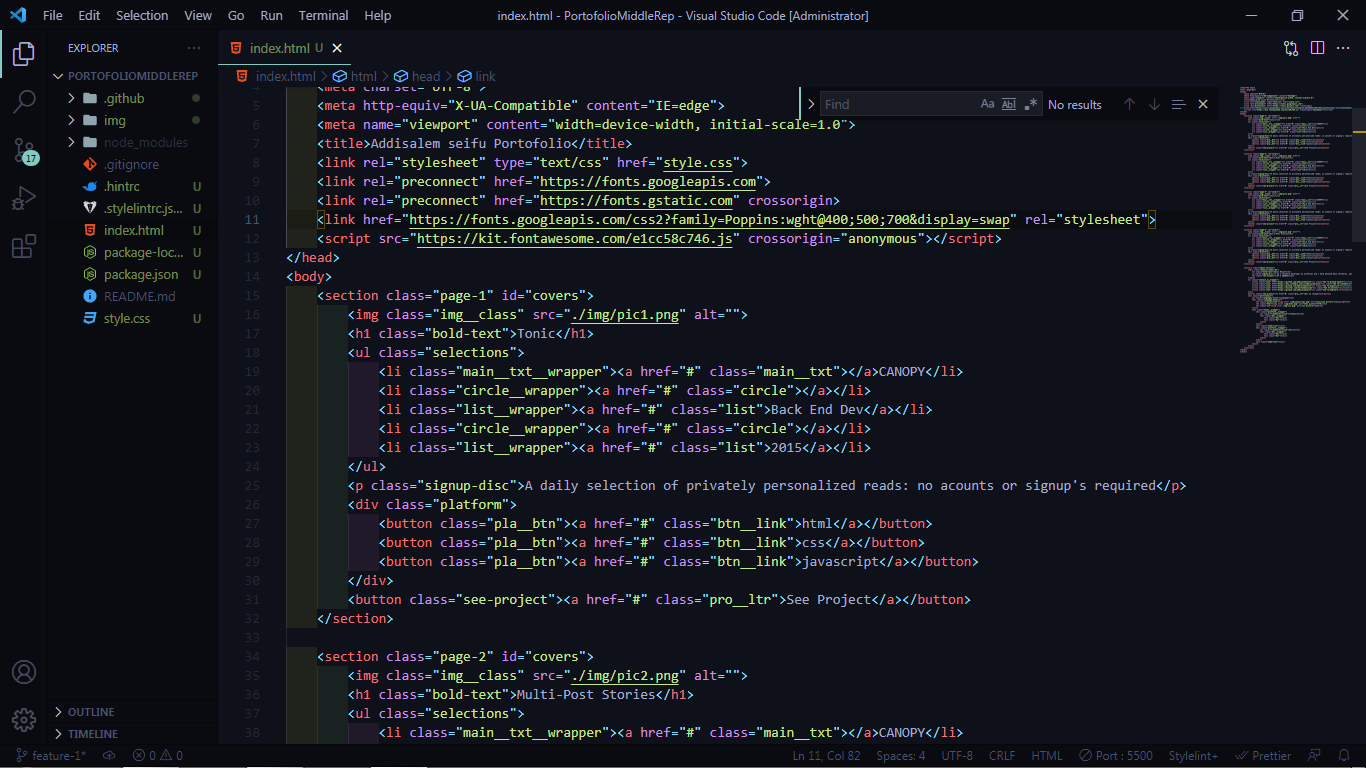 File Edit Selection View Go Run Terminal Help index.html - PortofolioMiddleRep - Visual Studio Code [Administrator]
EXPLORER
PORTOFOLIOMIDDLEREP
.github
img
node_modules
.gitignore
.hintrc U
.stylelintrc.js... U
index.html U
package-loc... U
package.json U
README.md
style.css U
OUTLINE
TIMELINE
17
index.html U
index.html > html > head > link
Find Aa Abl .* No results
4 <meta charset="UTF-8">
5 <meta http-equiv="X-UA-Compatible" content="IE=edge">
6 <meta name="viewport" content="width=device-width, initial-scale=1.0">
7 <title>Addisalem seifu Portofolio</title>
8 <link rel="stylesheet" type="text/css" href="style.css">
9 <link rel="preconnect" href="https://fonts.googleapis.com">
10 <link rel="preconnect" href="https://fonts.gstatic.com" crossorigin>
11 <link href="https://fonts.googleapis.com/css2?family=Poppins:wght@400;500;700&display=swap" rel="stylesheet">
12 <script src="https://kit.fontawesome.com/e1cc58c746.js" crossorigin="anonymous"></script>
13 </head>
14 <body>
15 <section class="page-1" id="covers">
16 <img class="img__class" src="./img/pic1.png" alt="">
17 <h1 class="bold-text">Tonic</h1>
18 <ul class="selections">
19 <li class="main__txt__wrapper"><a href="#" class="main__txt"></a>CANOPY</li>
20 <li class="circle__wrapper"><a href="#" class="circle"></a></li>
21 <li class="list__wrapper"><a href="#" class="list">Back End Dev</a></li>
22 <li class="circle__wrapper"><a href="#" class="circle"></a></li>
23 <li class="list__wrapper"><a href="#" class="list">2015</a></li>
24 </ul>
25 <p class="signup-disc">A daily selection of privately personalized reads: no acounts or signup's required</p>
26 <div class="platform">
27 <button class="pla__btn"><a href="#" class="btn__link">html</a></button>
28 <button class="pla__btn"><a href="#" class="btn__link">css</a></button>
29 <button class="pla__btn"><a href="#" class="btn__link">javascript</a></button>
30 </div>
31 <button class="see-project"><a href="#" class="pro__ltr">See Project</a></button>
32 </section>
33
34 <section class="page-2" id="covers">
35 <img class="img__class" src="./img/pic2.png" alt="">
36 <h1 class="bold-text">Multi-Post Stories</h1>
37 <ul class="selections">
38 <li class="main__txt__wrapper"><a href="#" class="main__txt"></a>CANOPY</li>
feature-1* 0 0 Ln 11, Col 82 Spaces: 4 UTF-8 CRLF HTML Port : 5500 Stylelint+ Prettier